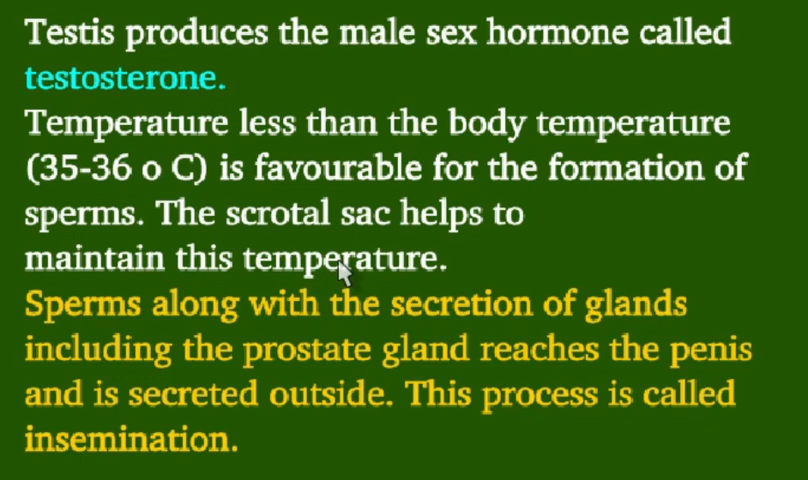 Testis produces the male sex hormone called
testosterone.
Temperature less than the body temperature
(35-36 o C) is favourable for the formation of
sperms. The scrotal sac helps to
maintain this temperature.
Sperms along with the secretion of glands
including the prostate gland reaches the penis
and is secreted outside. This process is called
insemination.